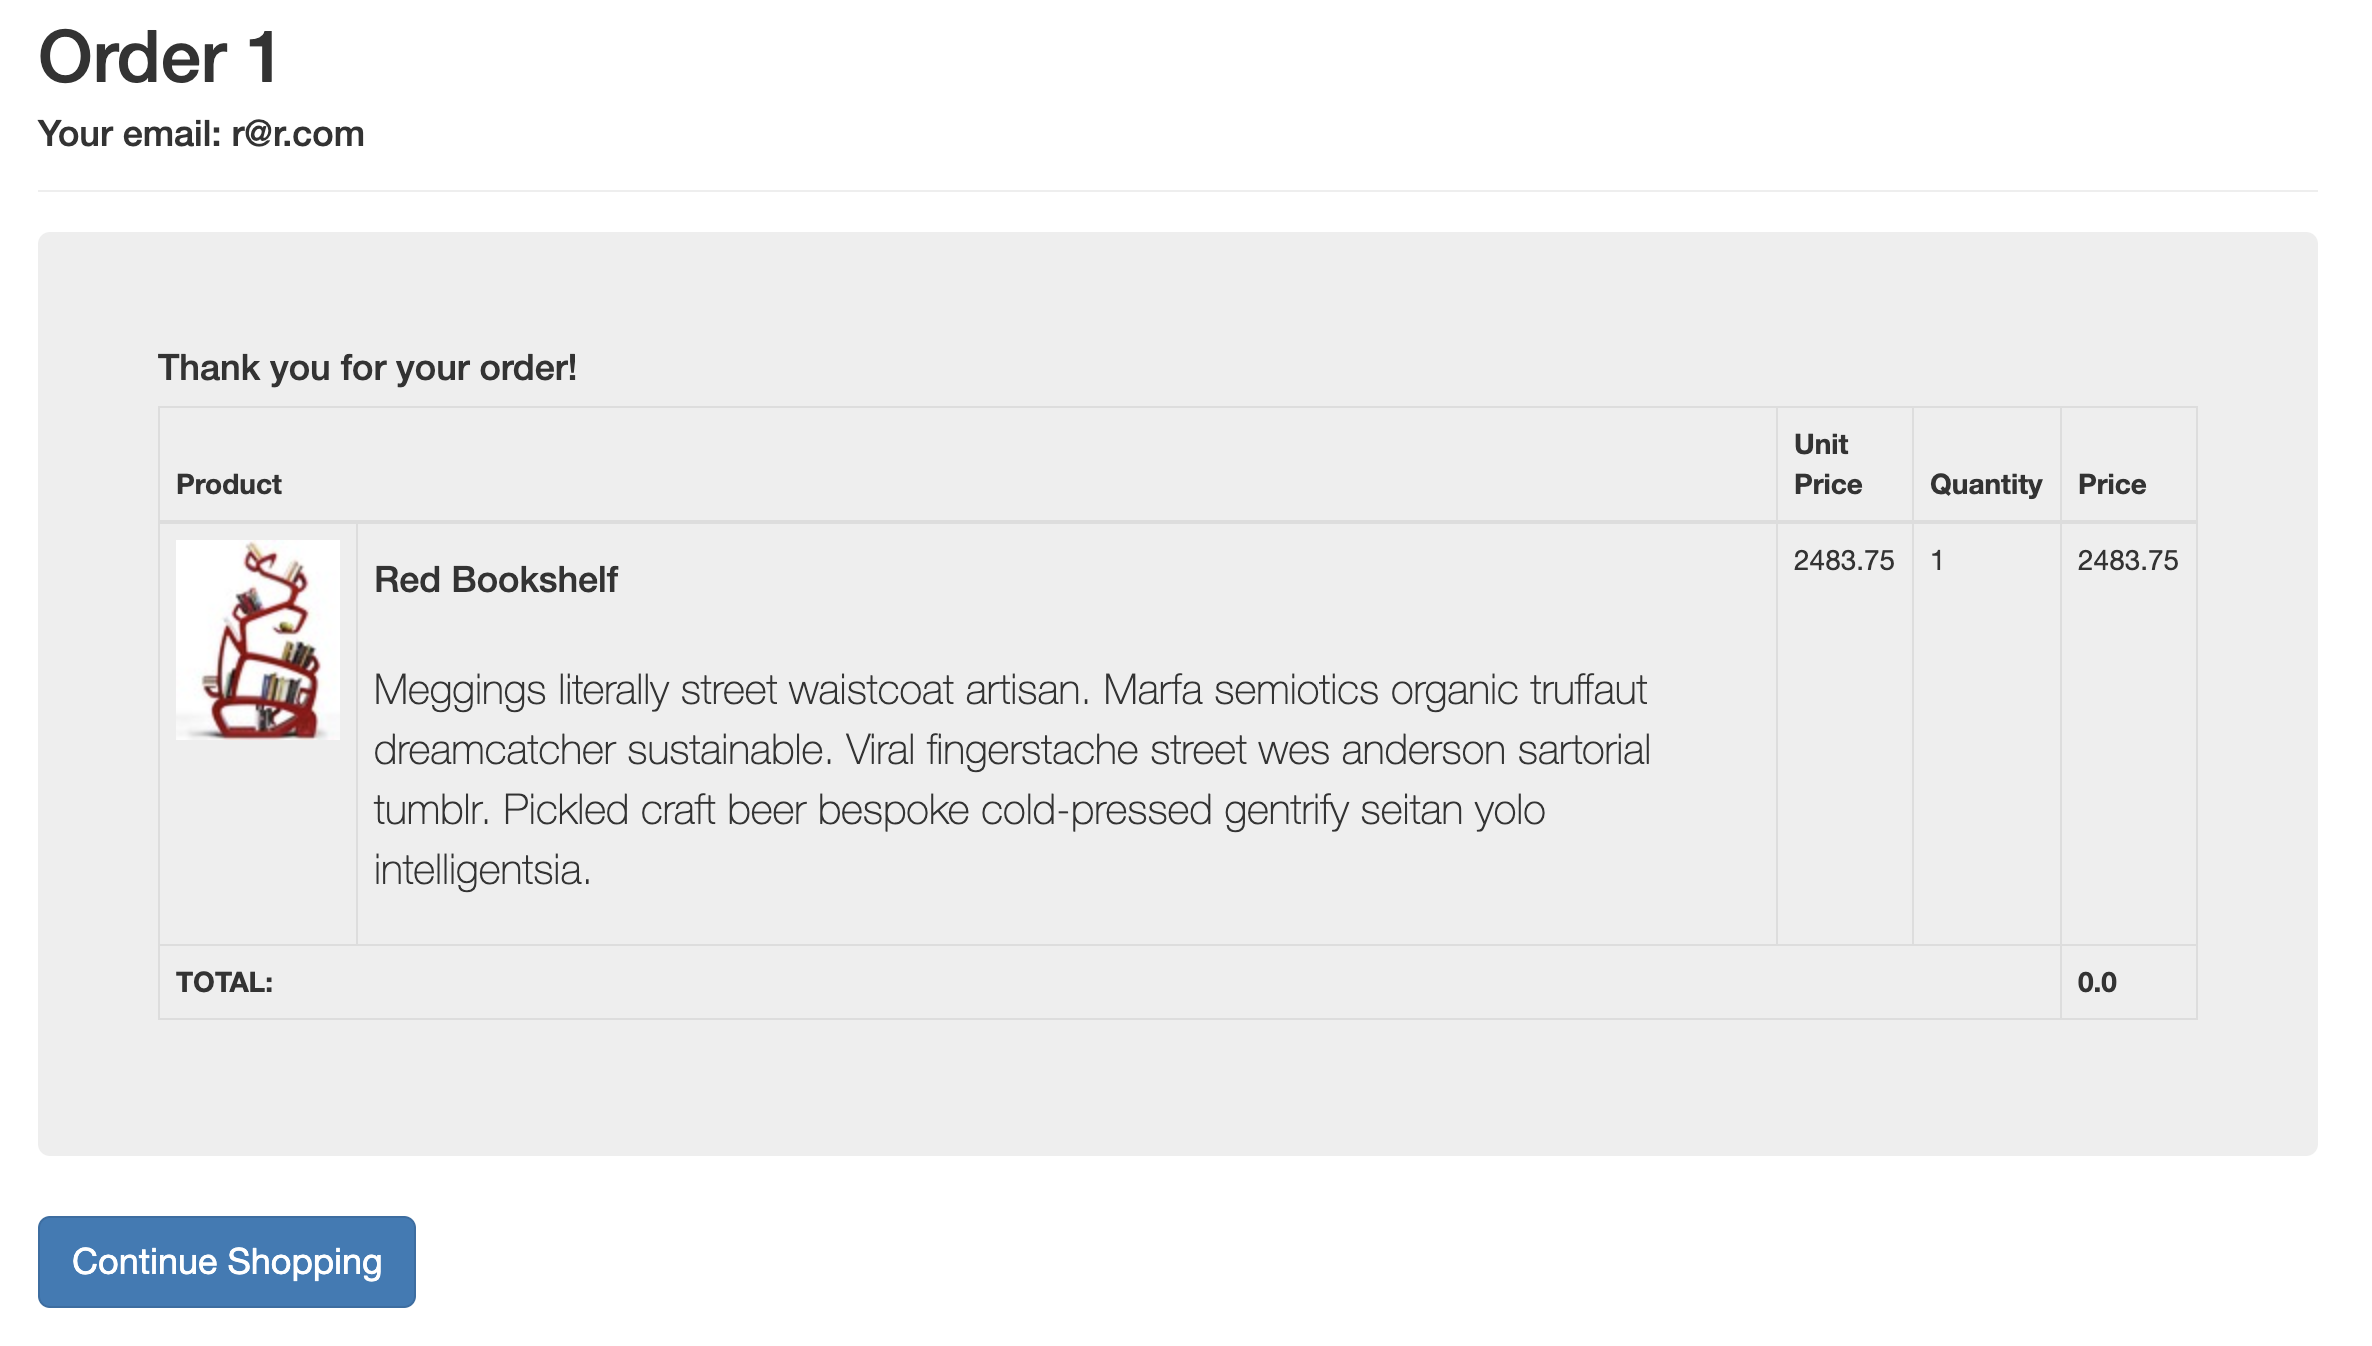 Order 1
Your email: r@r.com
Thank you for your order!
Product
Unit
Price
Quantity
Price
Red Bookshelf
2483.75
1
2483.75
Meggings literally street waistcoat artisan. Marfa semiotics organic truffaut
dreamcatcher sustainable. Viral fingerstache street wes anderson sartorial
tumblr. Pickled craft beer bespoke cold-pressed gentrify seitan yolo
intelligentsia.
TOTAL:
0.0
Continue Shopping